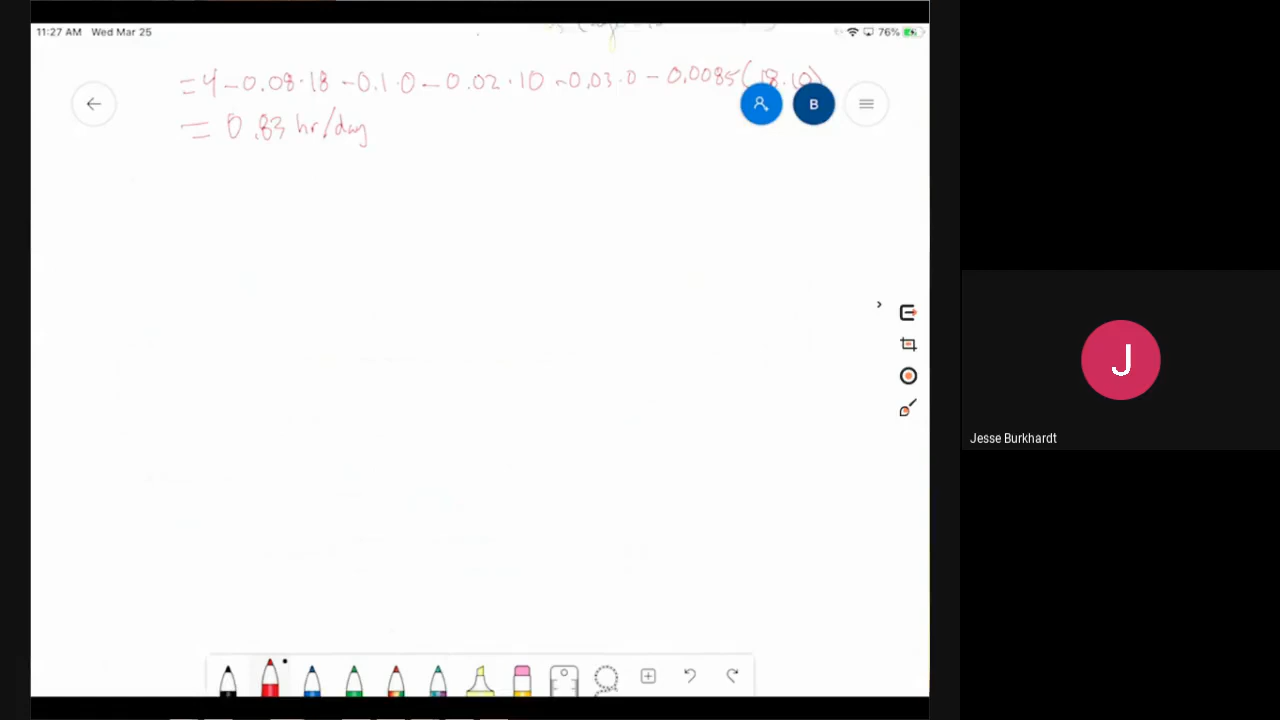 11:27 AM Wed Mar 25 76%
= 4 - 0.08·18 - 0.1·0 - 0.02·10 - 0.03·0 - 0.0085(18·10)
B
= 0.83 hr/day
J
Jesse Burkhardt